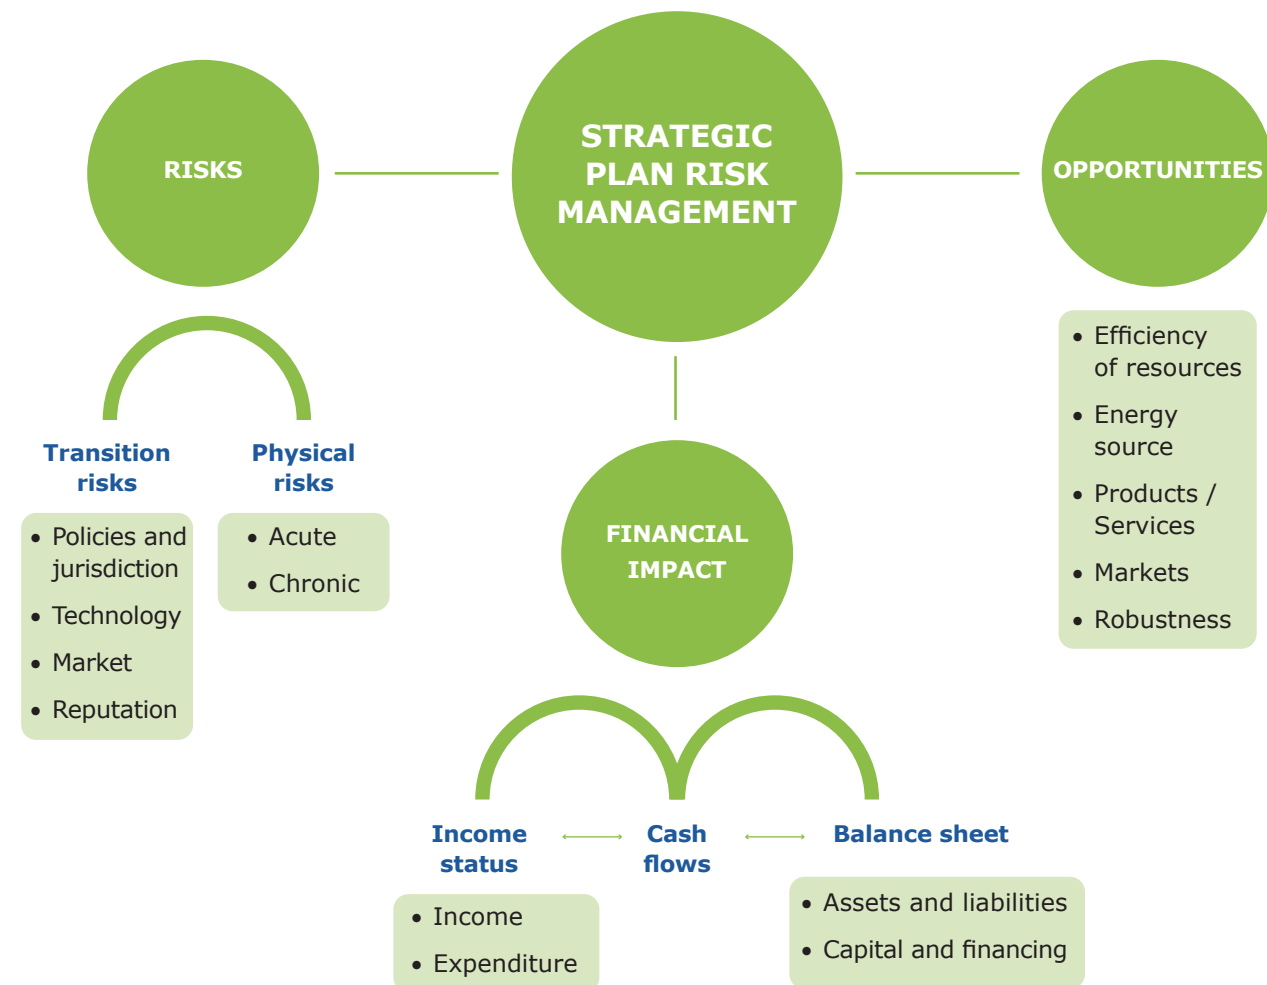 RISKS
STRATEGIC
PLAN RISK
MANAGEMENT
OPPORTUNITIES
Transition
risks
• Policies and
jurisdiction
• Technology
• Market
• Reputation
Physical
risks
• Acute
• Chronic
FINANCIAL
IMPACT
Income
status
• Income
• Expenditure
Cash
flows
Balance sheet
• Assets and liabilities
• Capital and financing
• Efficiency
of resources
• Energy
source
• Products /
Services
• Markets
• Robustness